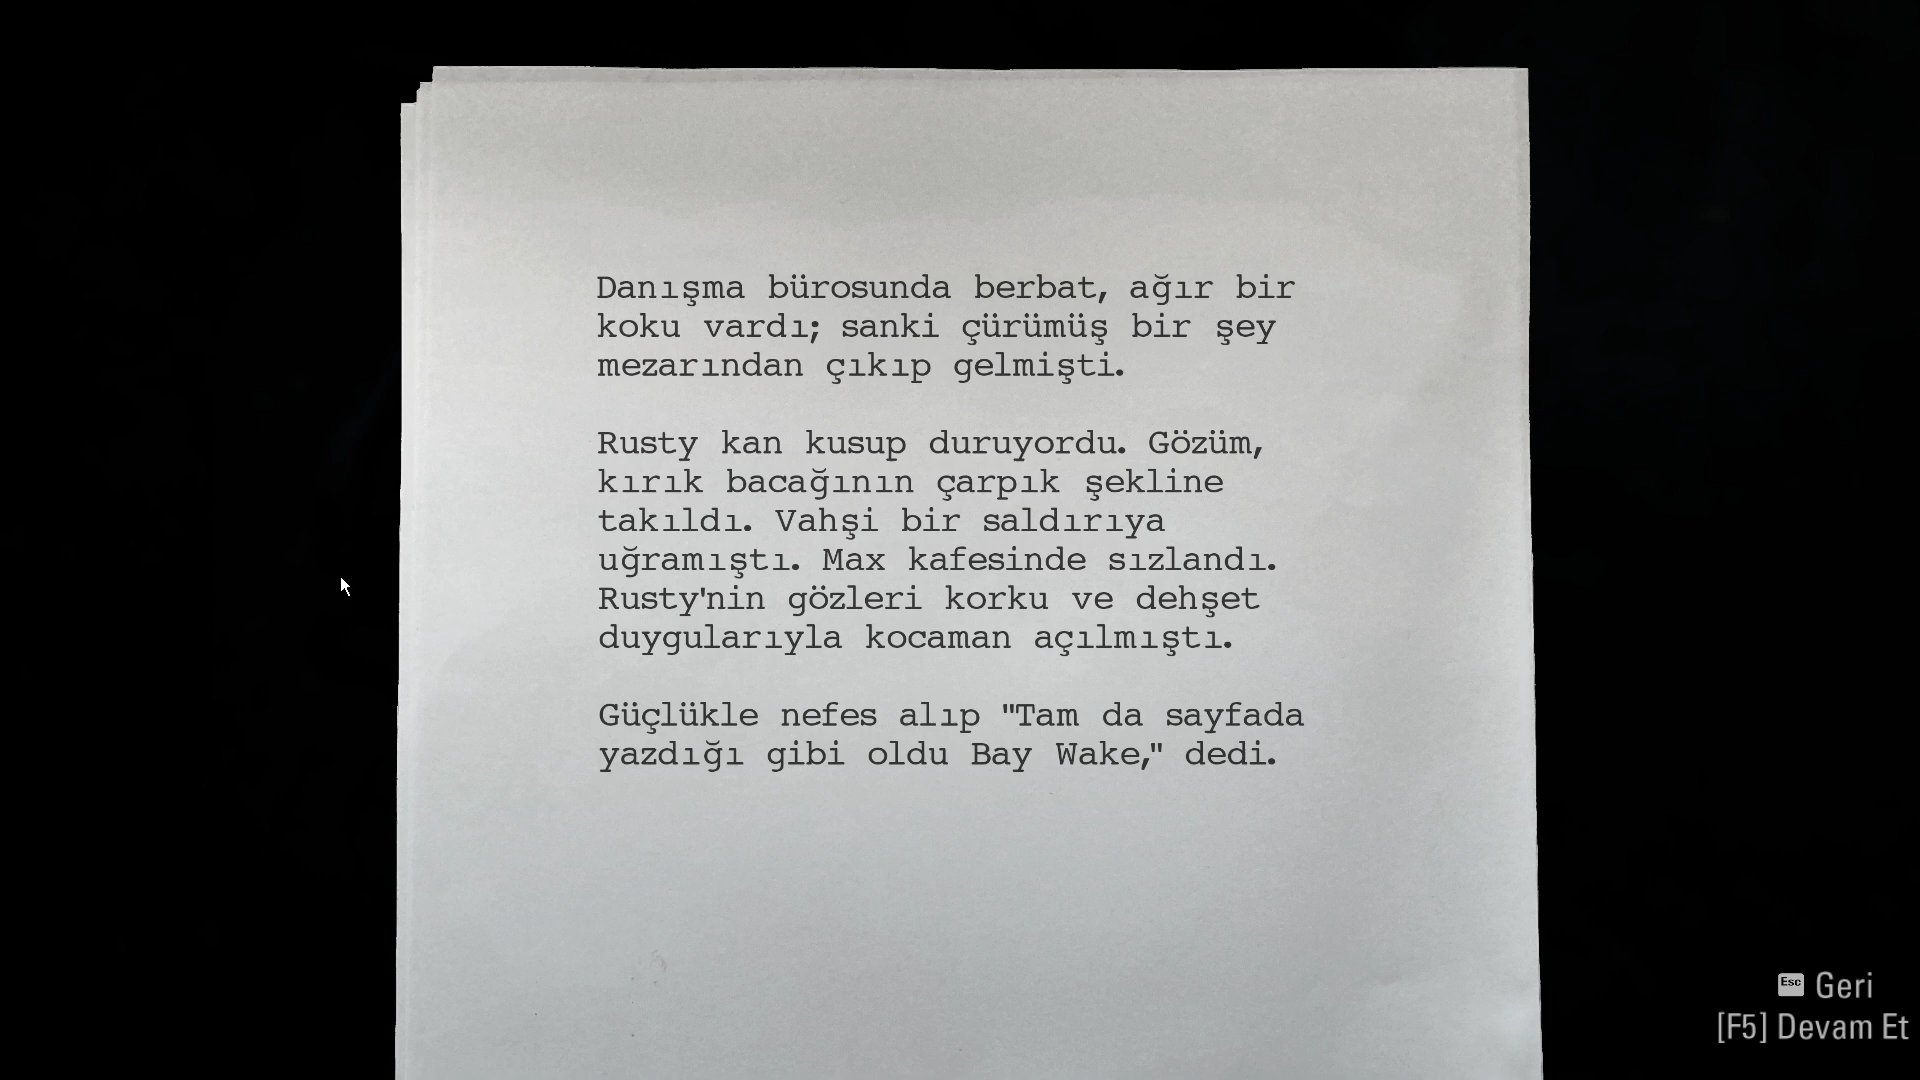 Danışma bürosunda berbat, ağır bir
koku vardı; sanki çürümüş bir şey
mezarından çıkıp gelmişti.
Rusty kan kusup duruyordu. Gözüm,
kırık bacağının çarpık şekline
takıldı. Vahşi bir saldırıya
uğramıştı. Max kafesinde sızlandı.
Rusty'nin gözleri korku ve dehşet
duygularıyla kocaman açılmıştı.
Güçlükle nefes alıp "Tam da sayfada
yazdığı gibi oldu Bay Wake," dedi.
Esc Geri
[F5] Devam Et